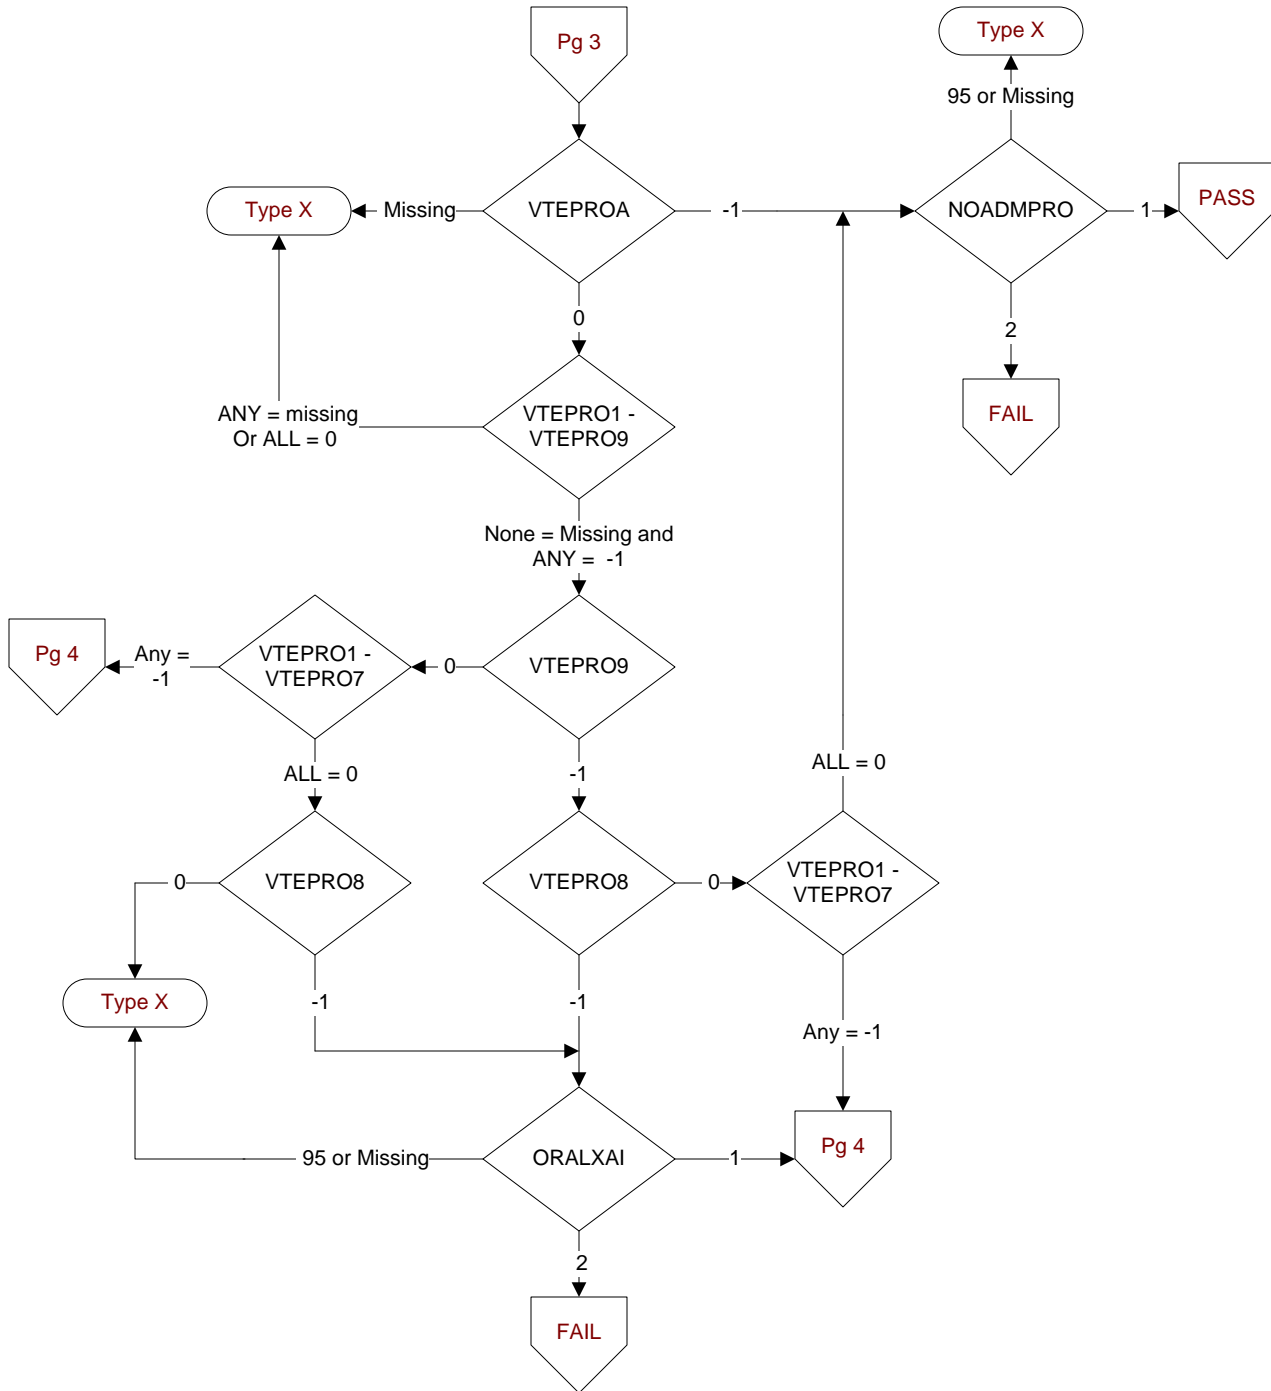 Pg 3
Type X
95 or Missing
Type X
Missing
VTEPROA
-1
NOADMPRO
1
PASS
0
2
ANY = missing
Or ALL = 0
VTEPRO1 -
VTEPRO9
FAIL
None = Missing and
ANY = -1
Pg 4
Any =
-1
VTEPRO1 -
VTEPRO7
0
VTEPRO9
ALL = 0
-1
ALL = 0
0
VTEPRO8
VTEPRO8
0
VTEPRO1 -
VTEPRO7
Type X
-1
-1
Any = -1
95 or Missing
ORALXAI
1
Pg 4
2
FAIL